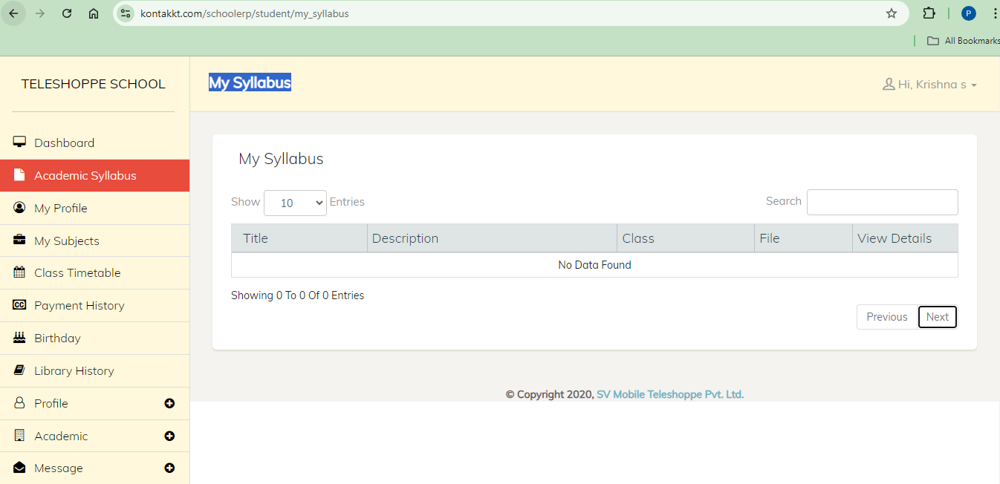 kontakkt.com/schoolerp/student/my_syllabus
P
All Bookmarks
TELESHOPPE SCHOOL
My Syllabus
Hi, Krishna s
Dashboard
Academic Syllabus
My Profile
My Subjects
Class Timetable
Payment History
Birthday
Library History
Profile
Academic
Message
My Syllabus
Show 10 Entries
Search
Title Description Class File View Details
No Data Found
Showing 0 To 0 Of 0 Entries
Previous Next
© Copyright 2020, SV Mobile Teleshoppe Pvt. Ltd.